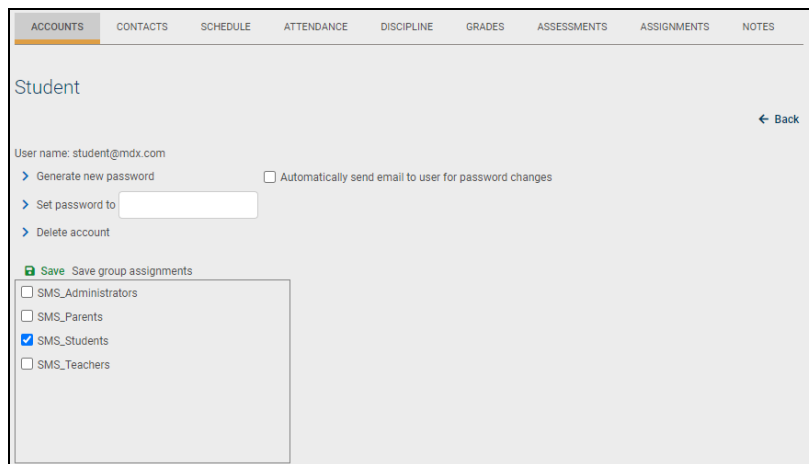 ACCOUNTS CONTACTS SCHEDULE ATTENDANCE DISCIPLINE GRADES ASSESSMENTS ASSIGNMENTS NOTES
Student
← Back
User name: student@mdx.com
Generate new password Automatically send email to user for password changes
Set password to
Delete account
Save Save group assignments
SMS_Administrators
SMS_Parents
SMS_Students
SMS_Teachers